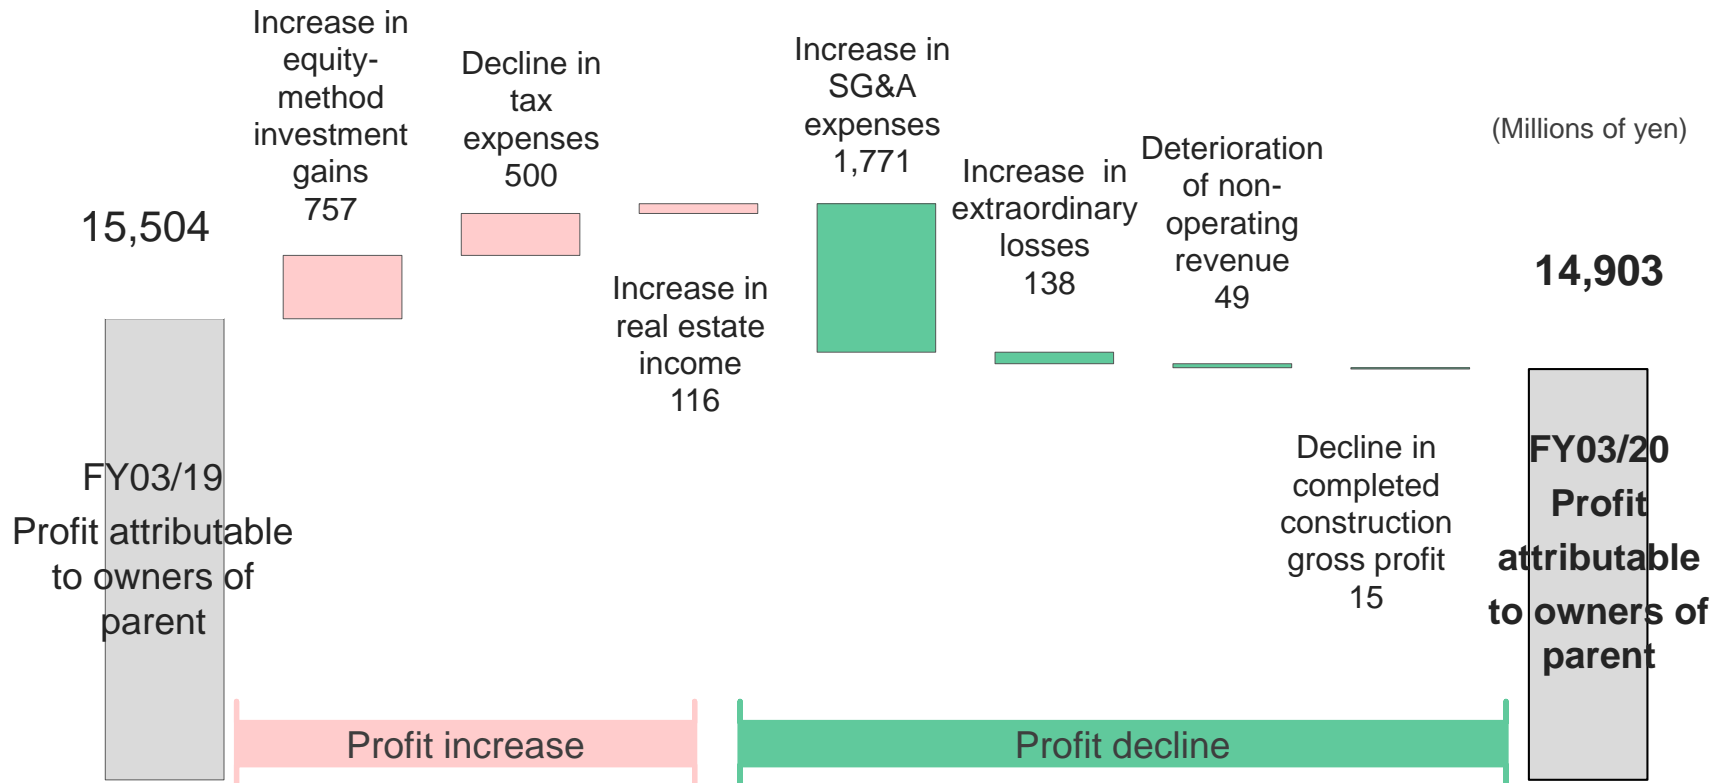 15,504
FY03/19
Profit attributable
to owners of
parent
Increase in
equity-
method
investment
gains
757
Decline in
tax
expenses
500
Increase in
real estate
income
116
Increase in
SG&A
expenses
1,771
Increase in
extraordinary
losses
138
Deterioration
of non-
operating
revenue
49
Decline in
completed
construction
gross profit
15
(Millions of yen)
14,903
FY03/20
Profit
attributable
to owners of
parent
Profit increase
Profit decline